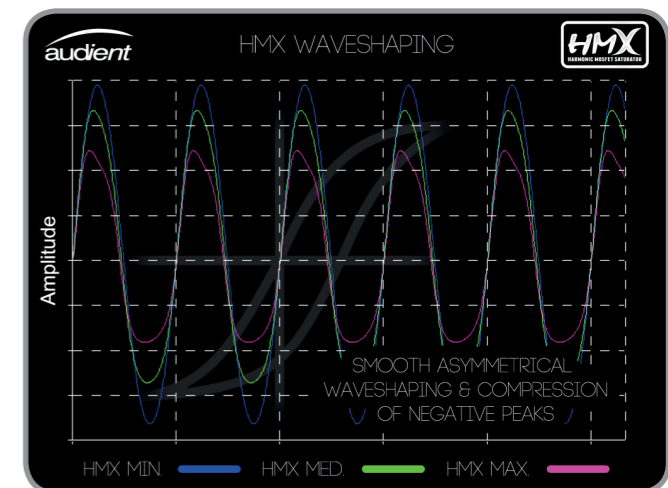 audient
HMX WAVESHAPING
HMX
HARMONIC MOSFET SATURATOR
Amplitude
SMOOTH ASYMMETRICAL
WAVESHAPING & COMPRESSION
OF NEGATIVE PEAKS
HMX MIN.
HMX MED.
HMX MAX.